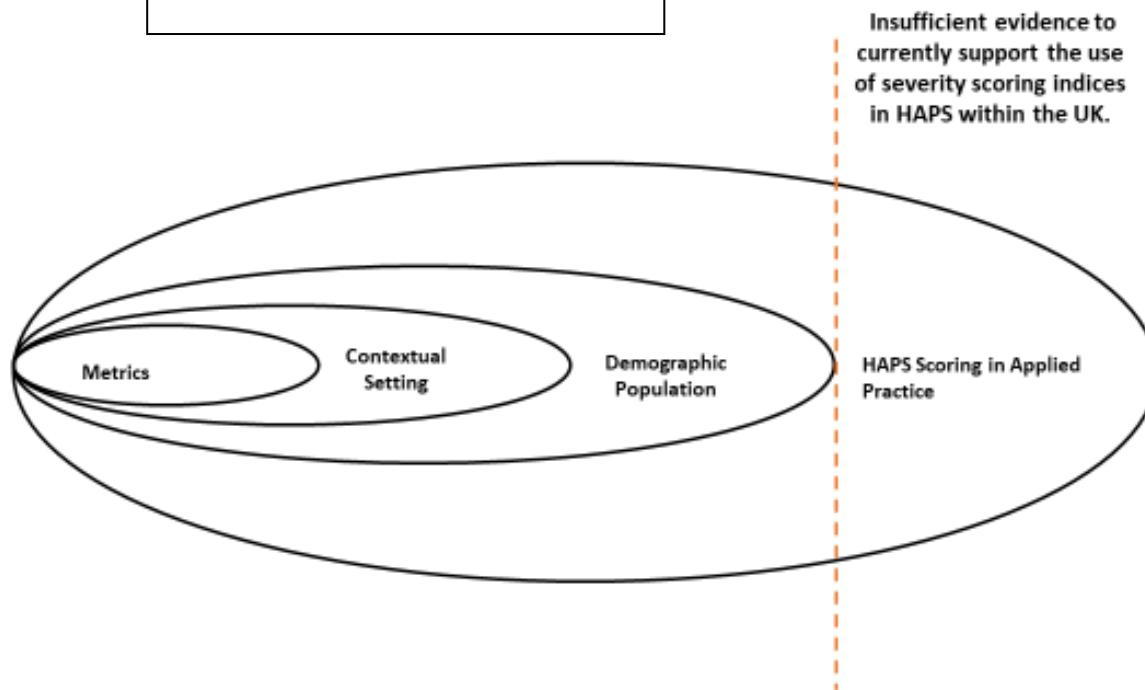 Insufficient evidence to
currently support the use
of severity scoring indices
in HAPS within the UK.
Metrics
Contextual
Setting
Demographic
Population
HAPS Scoring in Applied
Practice